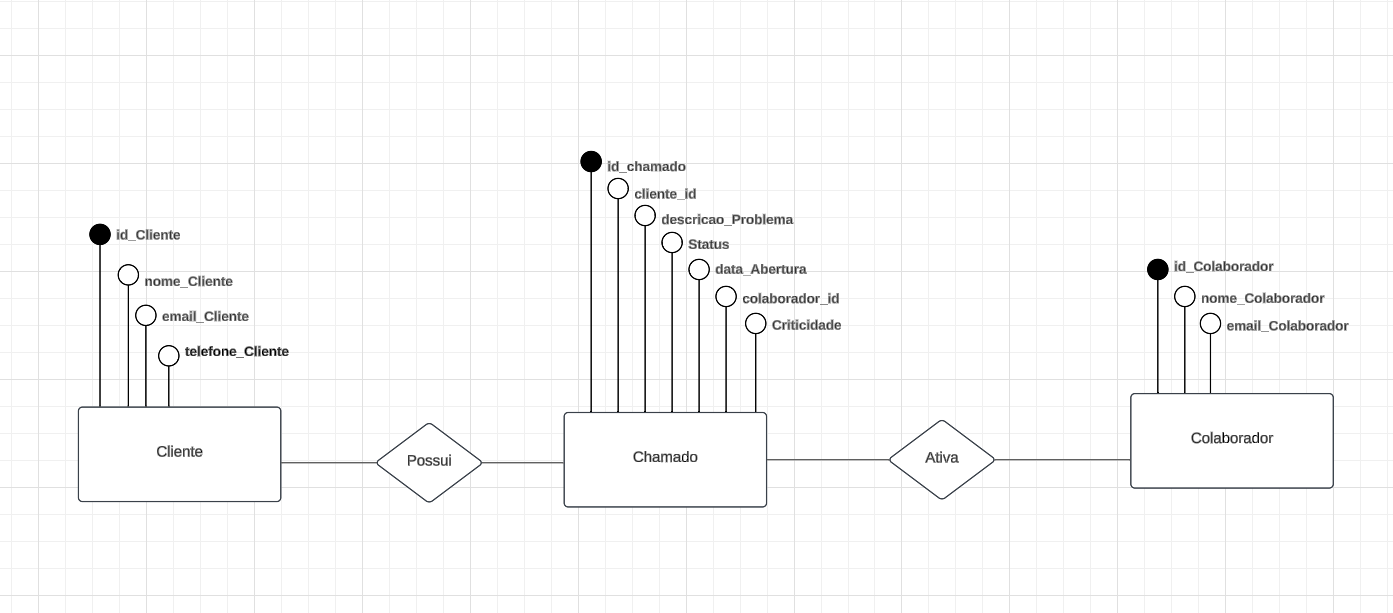 id_chamado
cliente_id
descricao_Problema
Status
data_Abertura
colaborador_id
Criticidade
id_Cliente
nome_Cliente
email_Cliente
telefone_Cliente
id_Colaborador
nome_Colaborador
email_Colaborador
Cliente
Possui
Chamado
Ativa
Colaborador